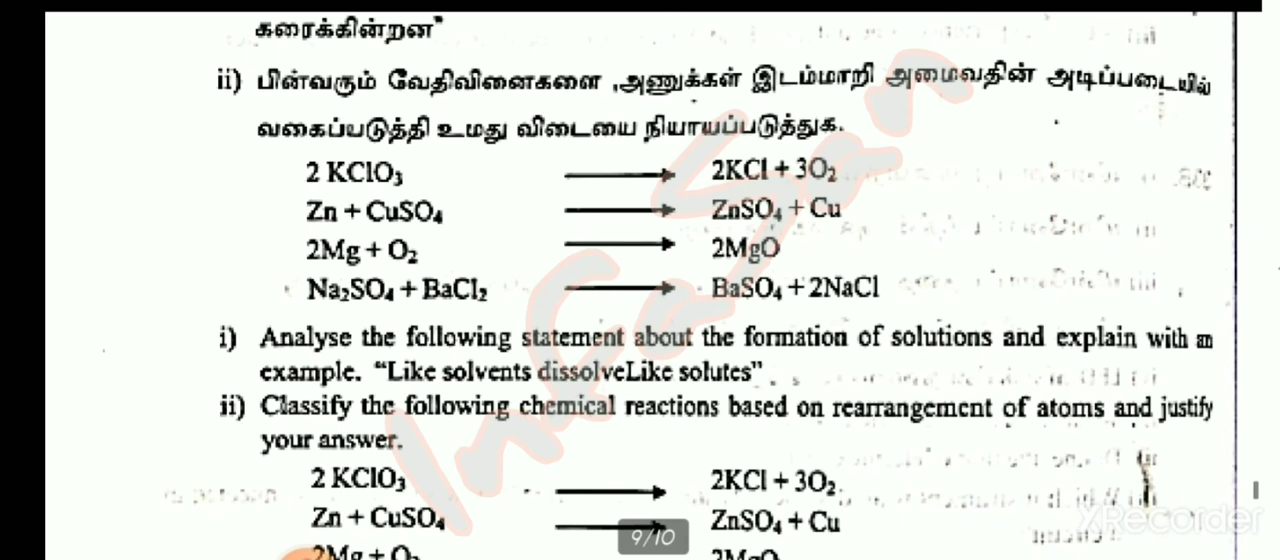 கரைக்கின்றன"
ii) பின்வரும் வேதிவினைகளை ,அணுக்கள் இடம்மாறி அமைவதின் அடிப்படையில்
வகைப்படுத்தி உமது விடையை நியாயப்படுத்துக.
2 KClO₃ ⟶ 2KCl + 3O₂
Zn + CuSO₄ ⟶ ZnSO₄ + Cu
2Mg + O₂ ⟶ 2MgO
Na₂SO₄ + BaCl₂ ⟶ BaSO₄ + 2NaCl
i) Analyse the following statement about the formation of solutions and explain with an
example. “Like solvents dissolveLike solutes”
ii) Classify the following chemical reactions based on rearrangement of atoms and justify
your answer.
2 KClO₃ ⟶ 2KCl + 3O₂
Zn + CuSO₄ ⟶ ZnSO₄ + Cu
2Mg + O₂ 2MgO
9/10
InfaSan
XRecorder